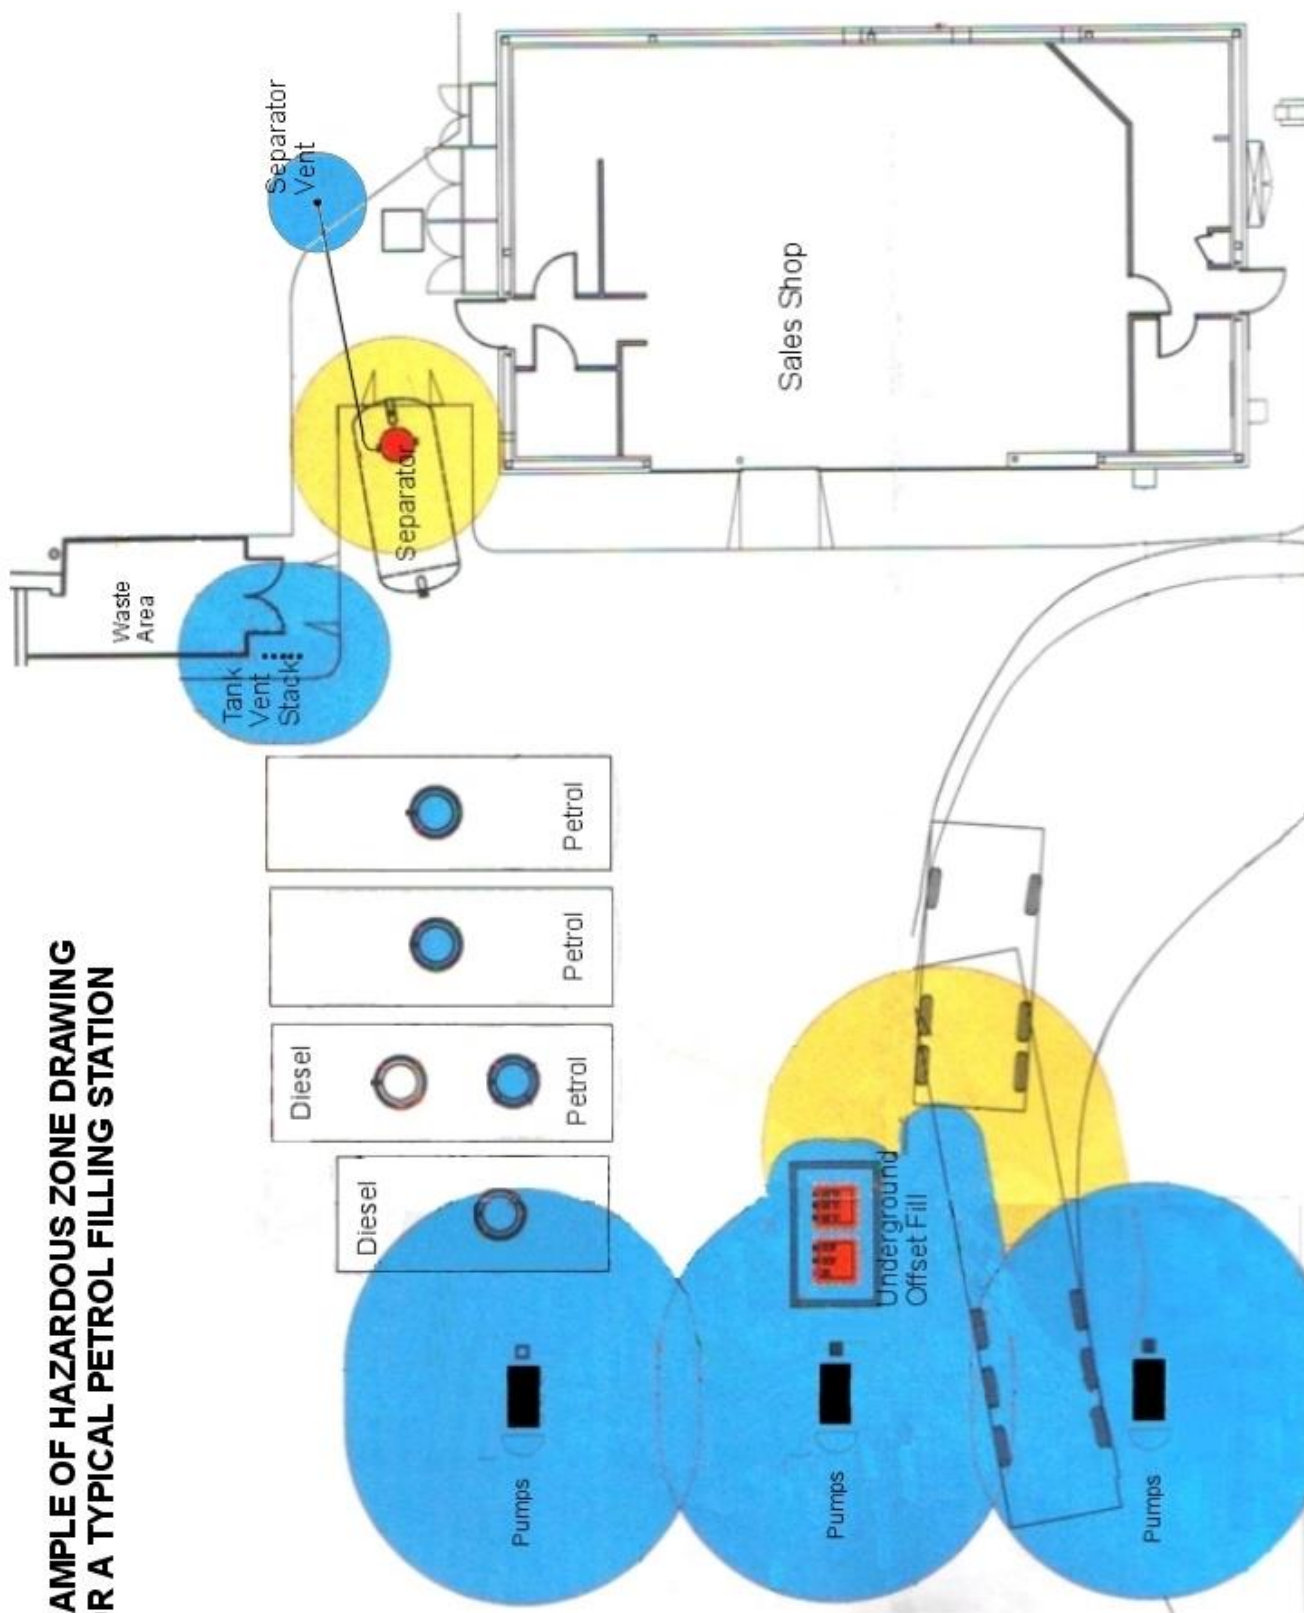 AMPLE OF HAZARDOUS ZONE DRAWING
R A TYPICAL PETROL FILLING STATION
Separator
Vent
Waste
Area
Tank
Vent
Stack
Separator
Sales Shop
Petrol
Petrol
Diesel
Petrol
Diesel
Underground
Offset Fill
Pumps
Pumps
Pumps